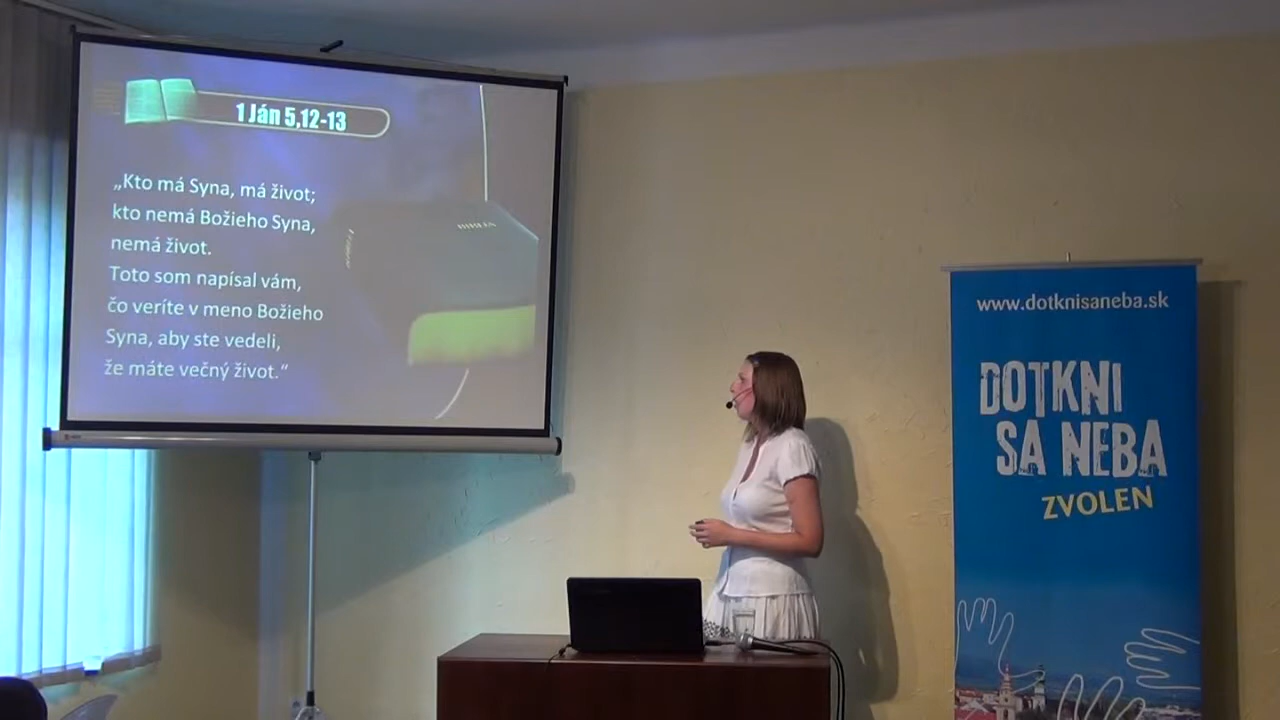 1 Ján 5,12-13
„Kto má Syna, má život;
kto nemá Božieho Syna,
nemá život.
Toto som napísal vám,
čo veríte v meno Božieho
Syna, aby ste vedeli,
že máte večný život.“
www.dotknisaneba.sk
DOTKNI
SA NEBA
ZVOLEN